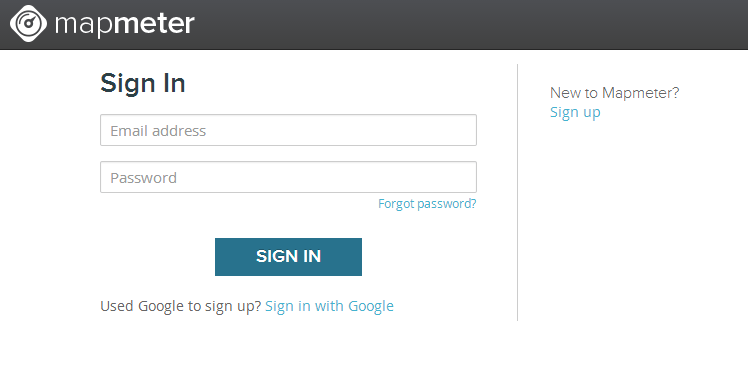 mapmeter
Sign In
Email address
Password
Forgot password?
SIGN IN
Used Google to sign up? Sign in with Google
New to Mapmeter?
Sign up